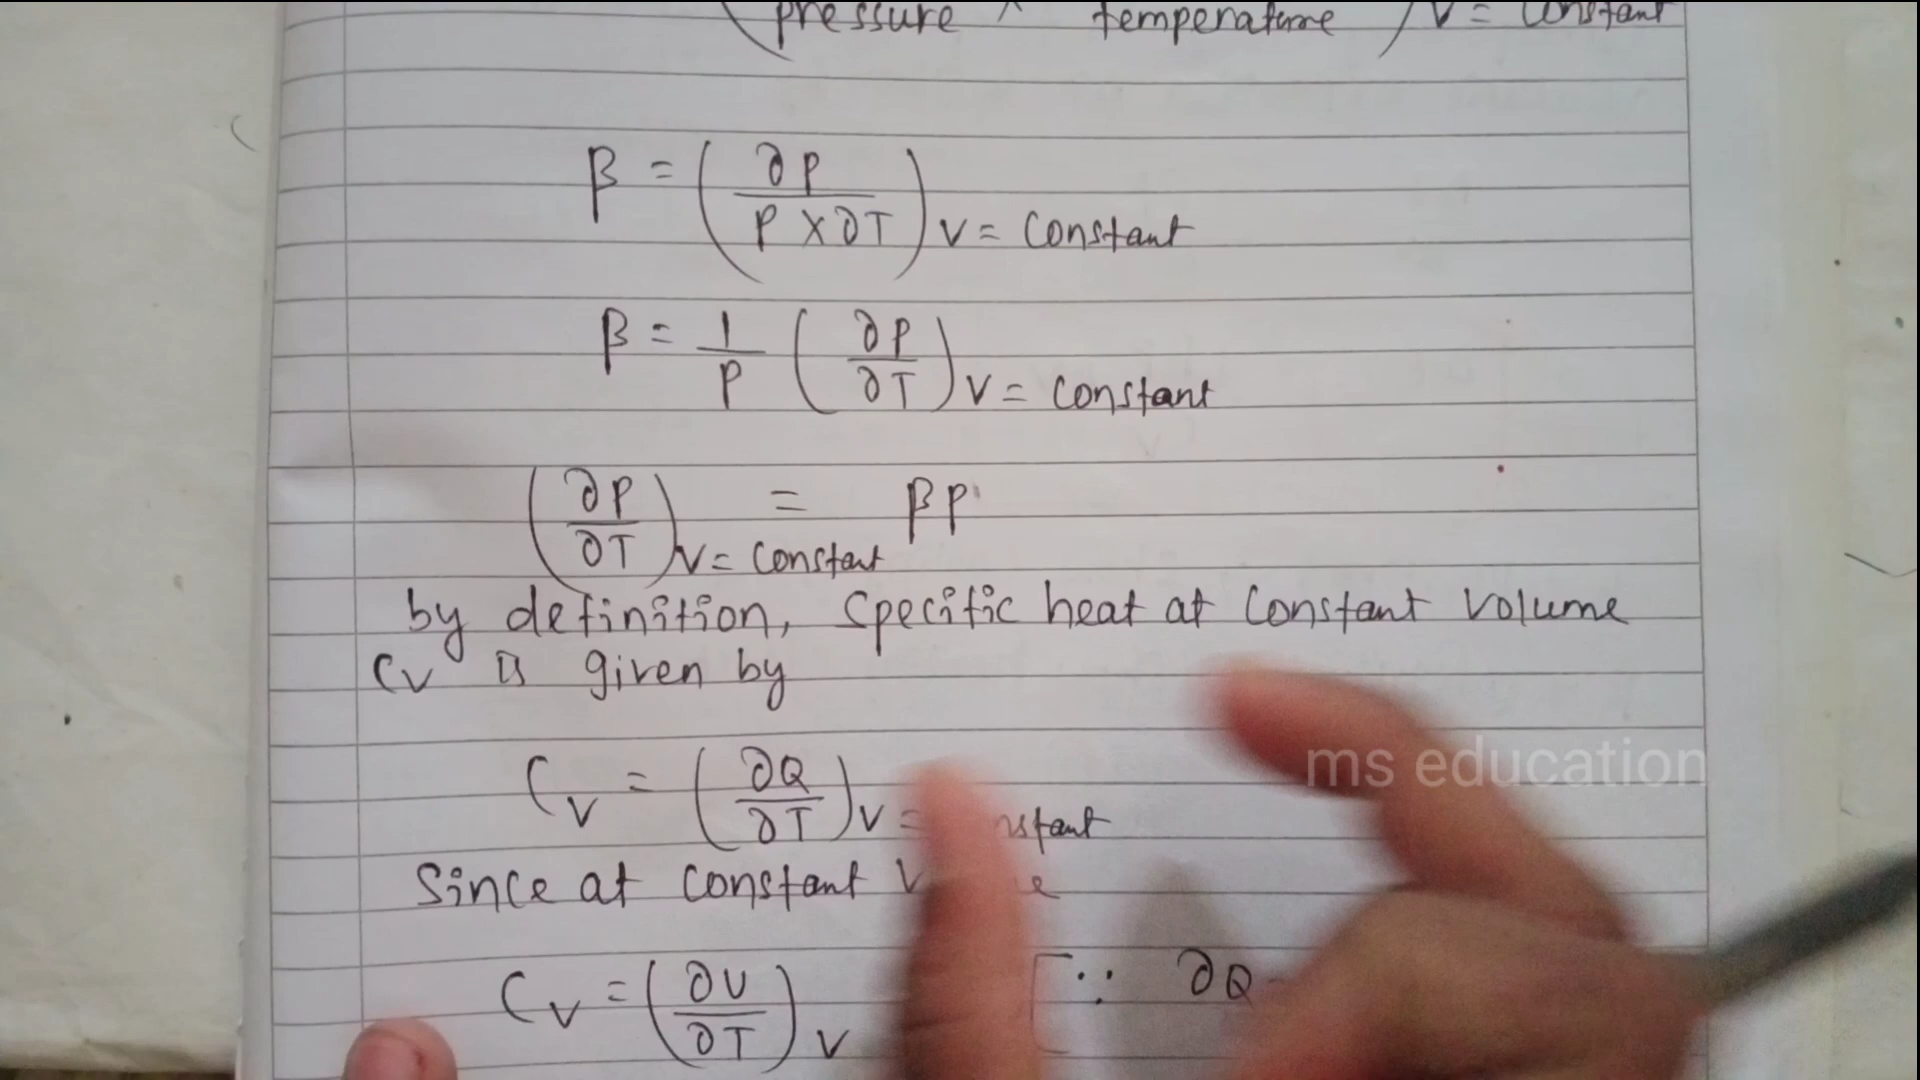 pressure × temperature ) V = Constant
β = ( ∂P / P X ∂T ) V = Constant
β = 1 / P ( ∂P / ∂T ) V = constant
( ∂P / ∂T ) V = Constant = βP
by definition, Specific heat at Constant Volume
Cv is given by
Cv = ( ∂Q / ∂T ) V =
ms education
Since at constant
Cv = ( ∂U / ∂T ) V [ ∵ ∂Q